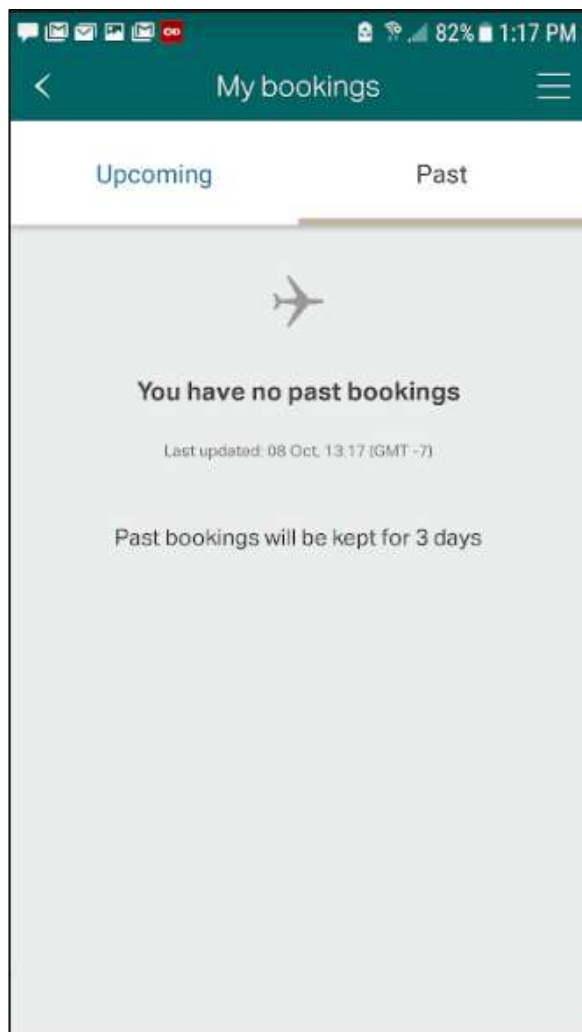 82% 1:17 PM
My bookings
Upcoming Past
You have no past bookings
Last updated: 08 Oct, 13:17 (GMT -7)
Past bookings will be kept for 3 days